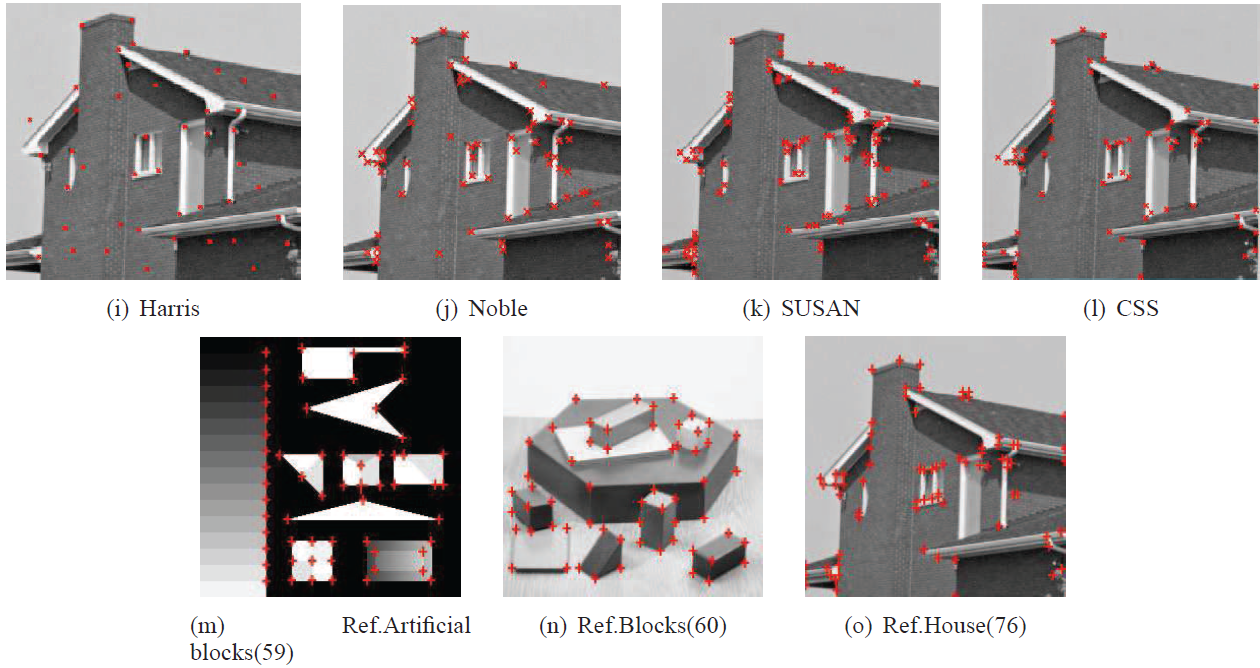 (i) Harris
(j) Noble
(k) SUSAN
(l) CSS
(m) Ref.Artificial
blocks(59)
(n) Ref.Blocks(60)
(o) Ref.House(76)